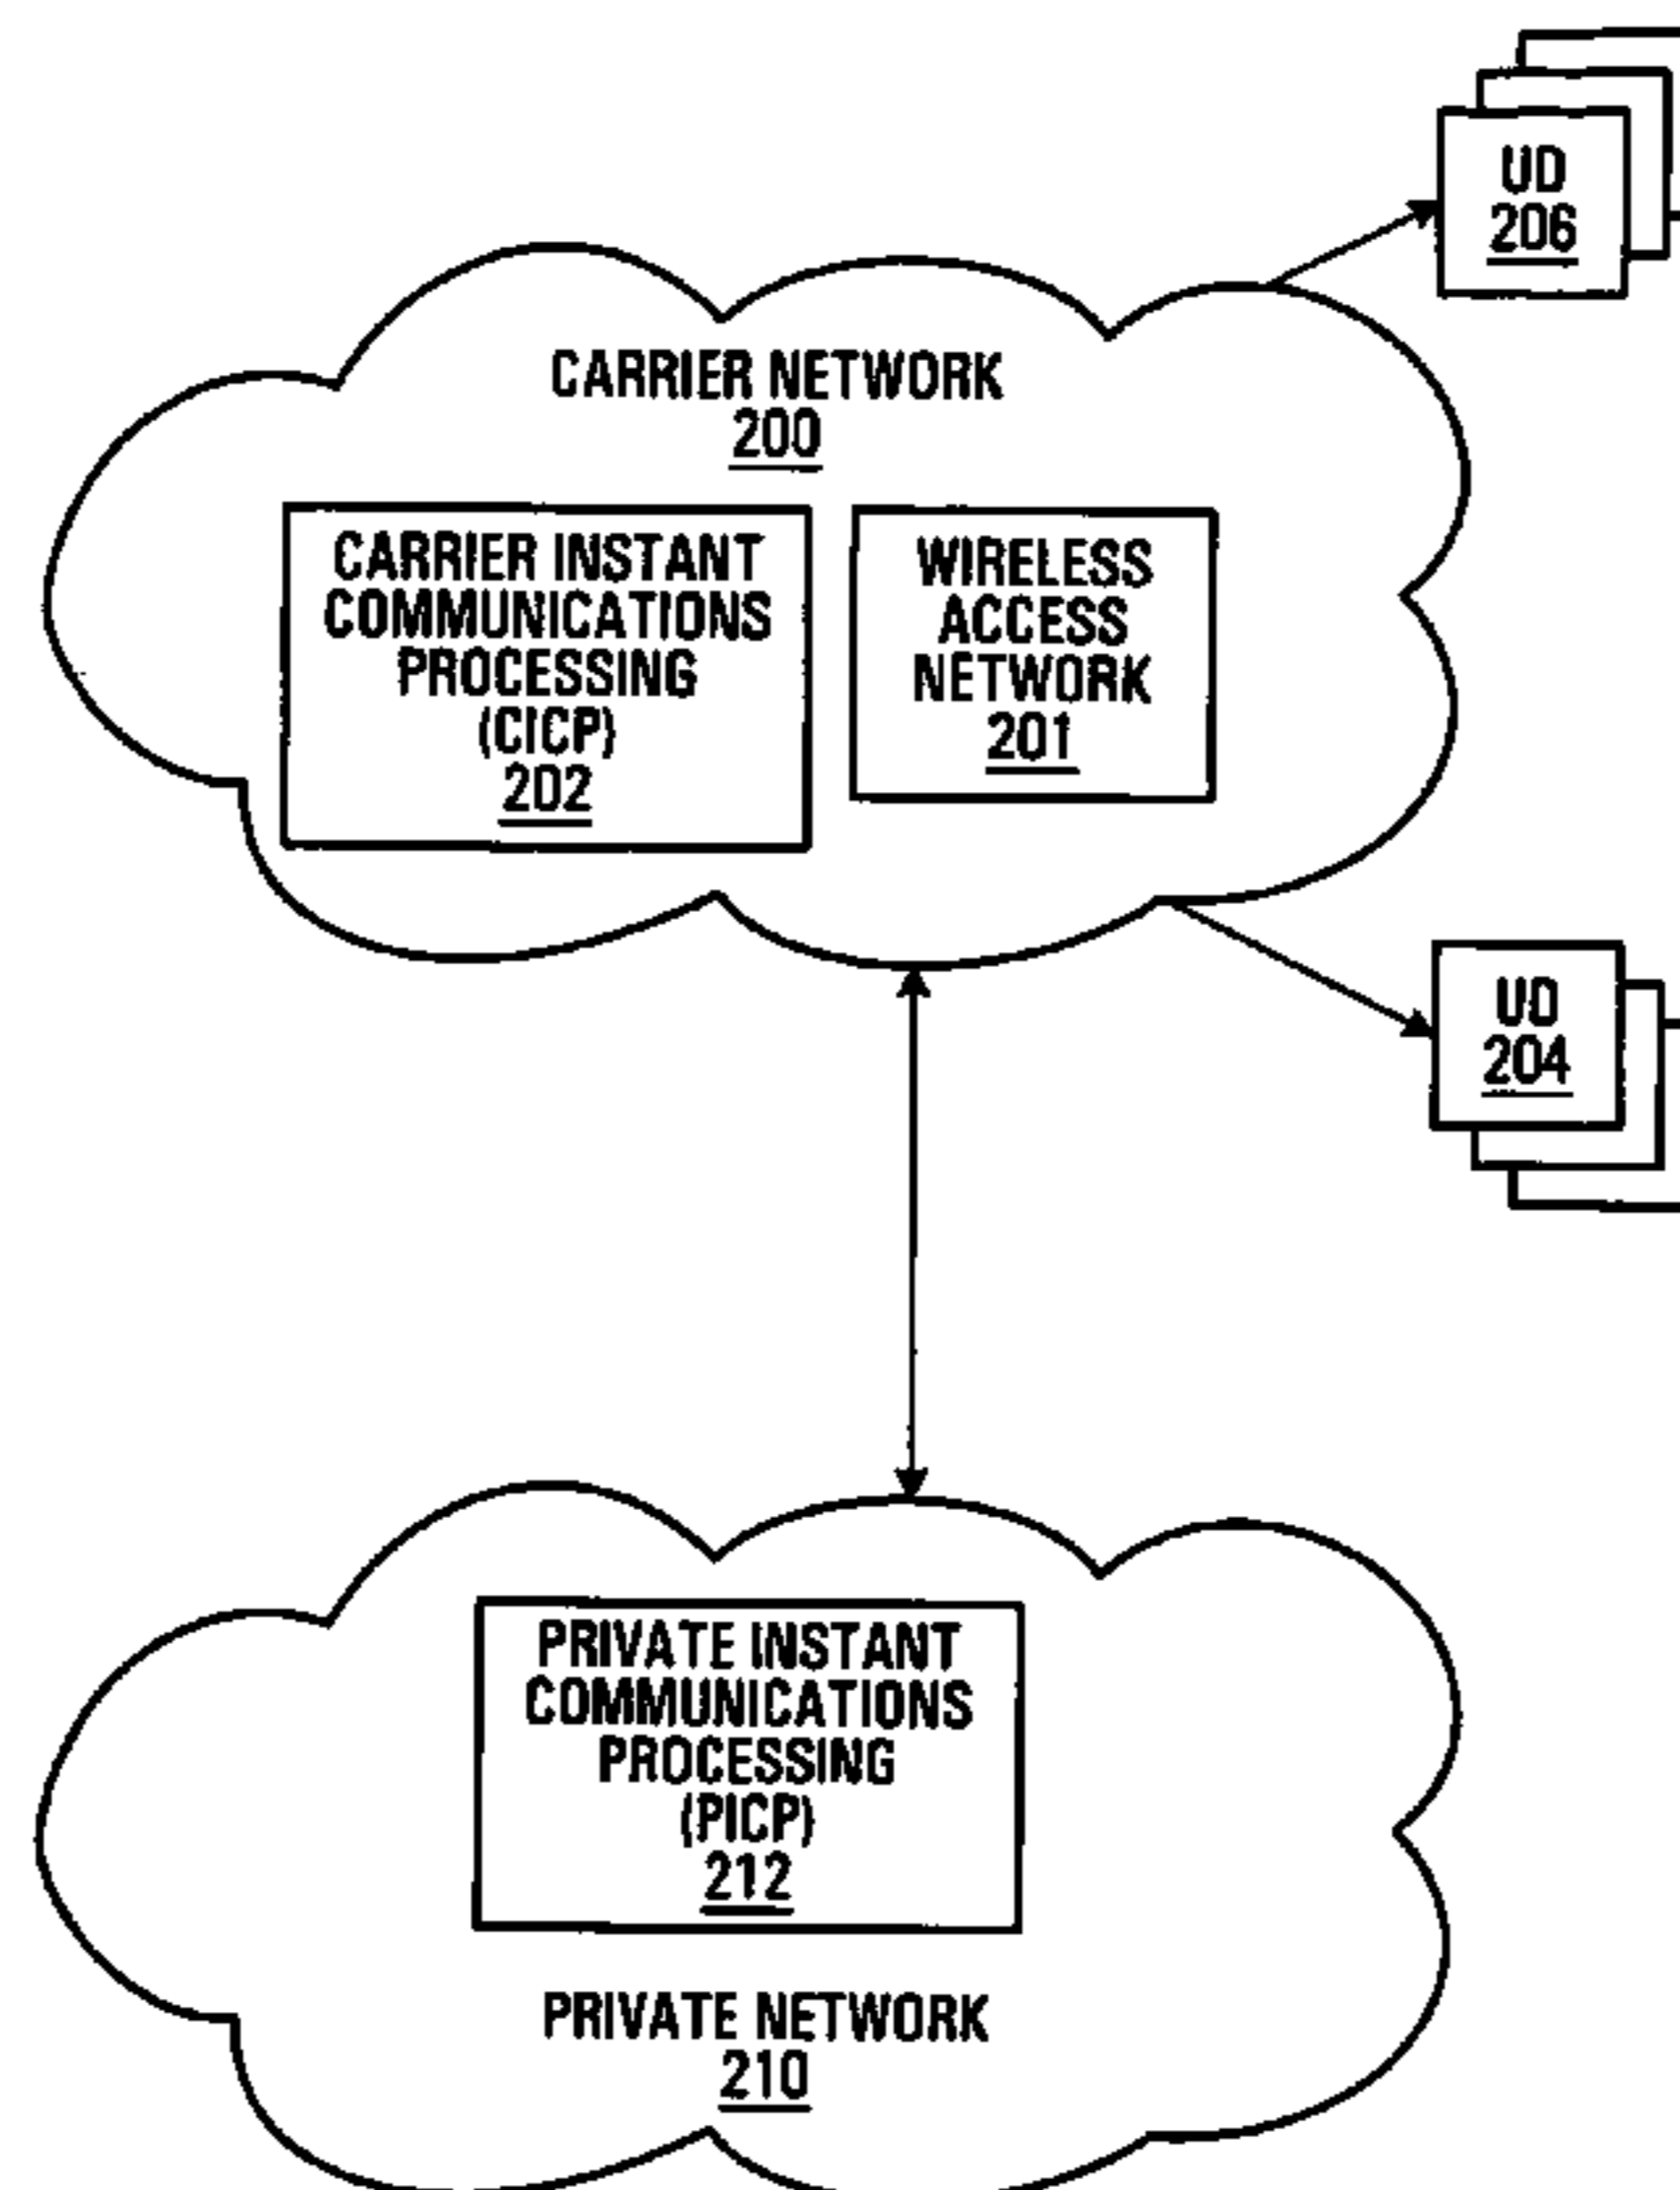 UD
206
CARRIER NETWORK
200
CARRIER INSTANT
COMMUNICATIONS
PROCESSING
(CICP)
202
WIRELESS
ACCESS
NETWORK
201
UD
204
PRIVATE INSTANT
COMMUNICATIONS
PROCESSING
(PICP)
212
PRIVATE NETWORK
210